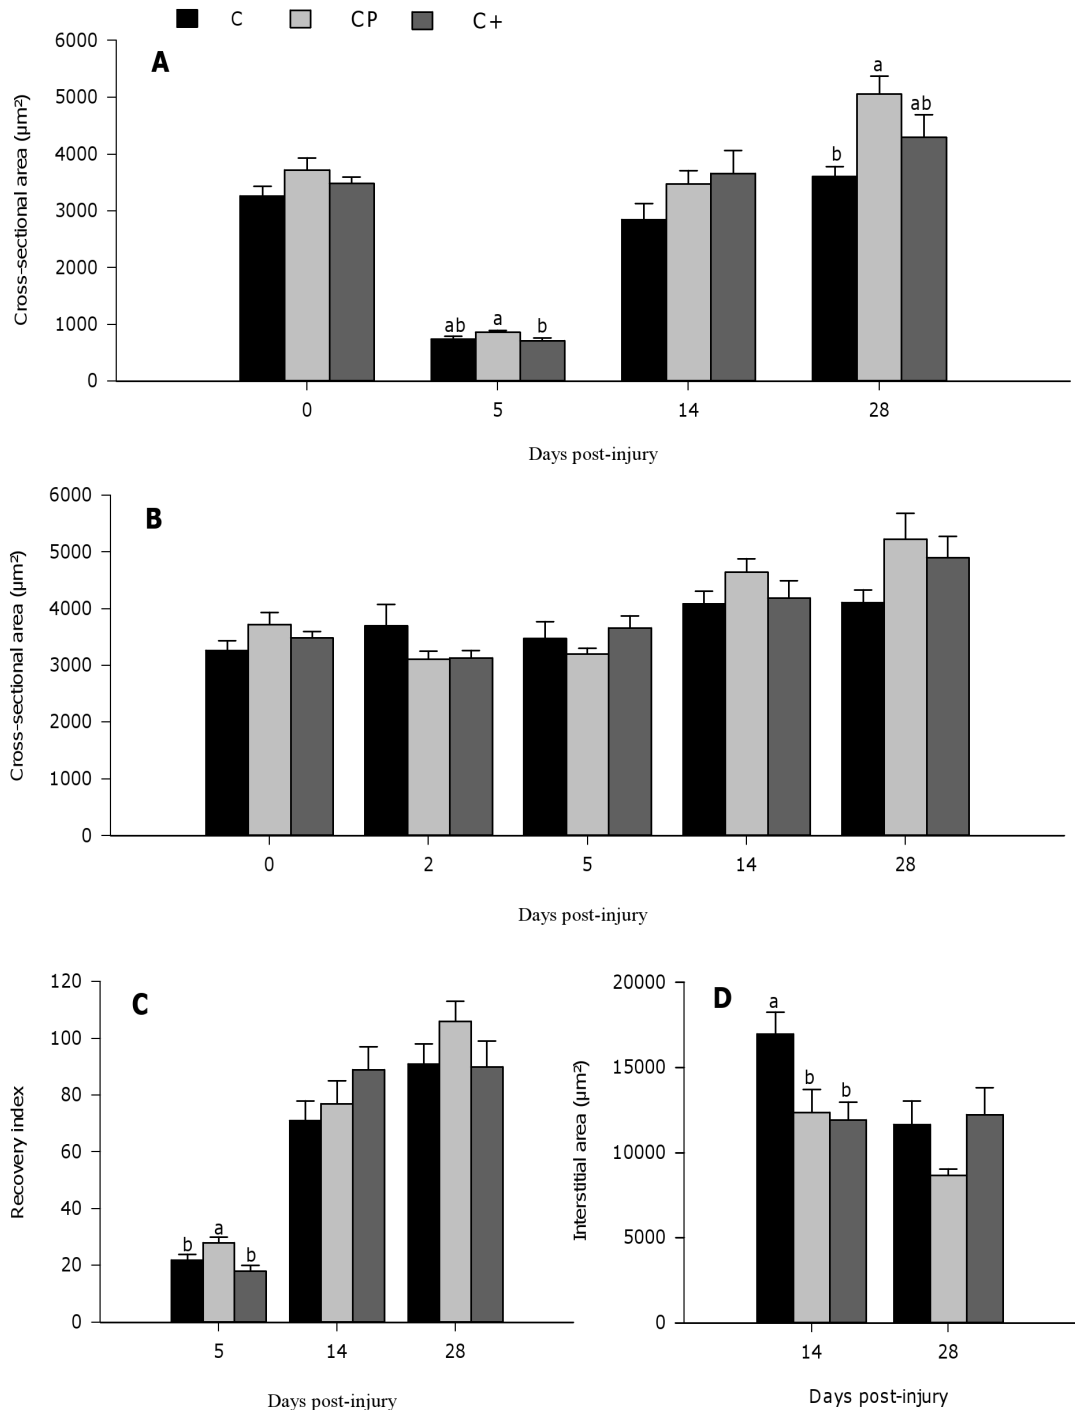 C CP C+
A
6000
5000
4000
3000
2000
1000
0
Cross-sectional area (µm²)
ab a b
b a ab
0 5 14 28
Days post-injury
B
6000
5000
4000
3000
2000
1000
0
Cross-sectional area (µm²)
0 2 5 14 28
Days post-injury
C
120
100
80
60
40
20
0
Recovery index
b a b
5 14 28
Days post-injury
D
20000
15000
10000
5000
0
Interstitial area (µm²)
a b b
14 28
Days post-injury